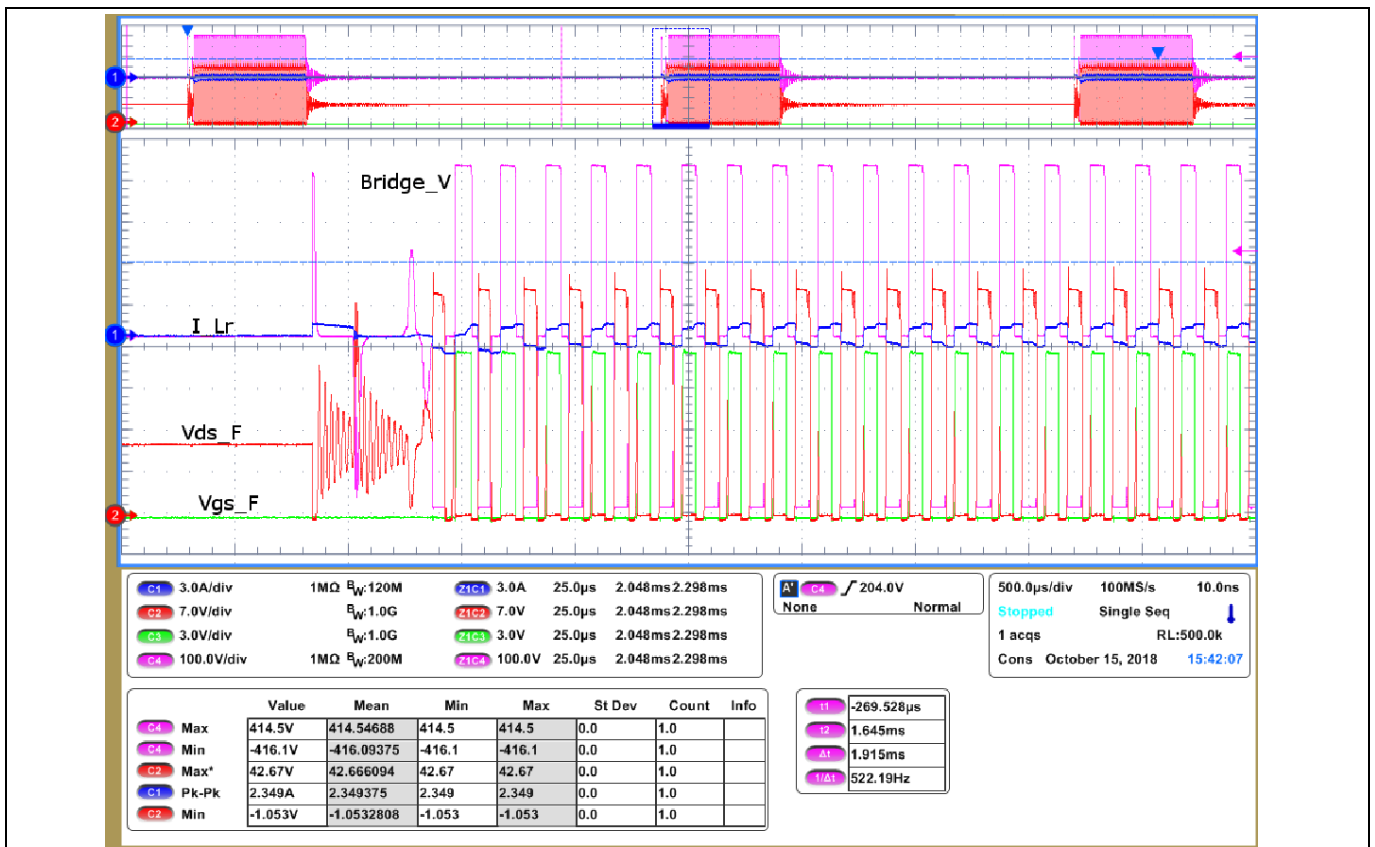 1
2
Bridge_V
I_Lr
1
Vds_F
Vgs_F
2
C1 3.0A/div 1MΩ BW:120M Z1C1 3.0A 25.0µs 2.048ms 2.298ms
C2 7.0V/div BW:1.0G Z1C2 7.0V 25.0µs 2.048ms 2.298ms
C3 3.0V/div BW:1.0G Z1C3 3.0V 25.0µs 2.048ms 2.298ms
C4 100.0V/div 1MΩ BW:200M Z1C4 100.0V 25.0µs 2.048ms 2.298ms
A' C4 204.0V
None Normal
500.0µs/div 100MS/s 10.0ns
Stopped Single Seq
1 acqs RL:500.0k
Cons October 15, 2018 15:42:07
Value Mean Min Max St Dev Count Info
C4 Max 414.5V 414.54688 414.5 414.5 0.0 1.0
C4 Min -416.1V -416.09375 -416.1 -416.1 0.0 1.0
C2 Max* 42.67V 42.666094 42.67 42.67 0.0 1.0
C1 Pk-Pk 2.349A 2.349375 2.349 2.349 0.0 1.0
C2 Min -1.053V -1.0532808 -1.053 -1.053 0.0 1.0
t1 -269.528µs
t2 1.645ms
Δt 1.915ms
1/Δt 522.19Hz